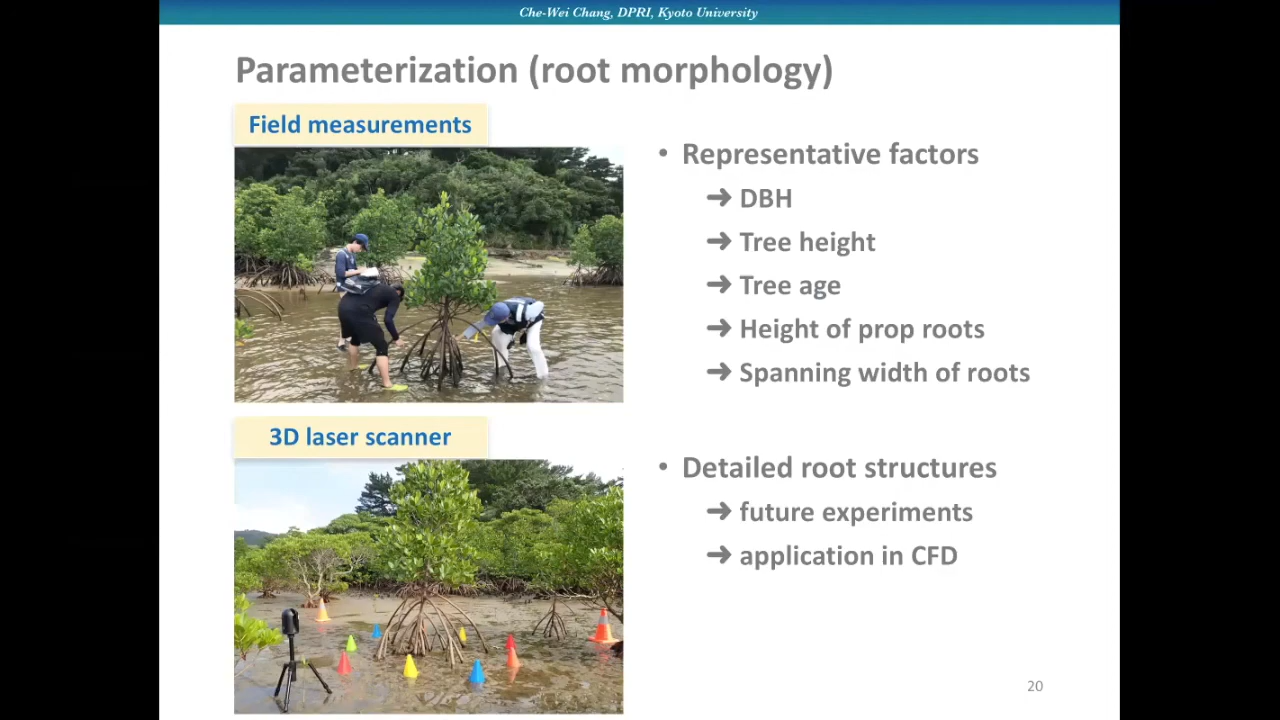 Che-Wei Chang, DPRI, Kyoto University
Parameterization (root morphology)
Field measurements
• Representative factors
➜ DBH
➜ Tree height
➜ Tree age
➜ Height of prop roots
➜ Spanning width of roots
3D laser scanner
• Detailed root structures
➜ future experiments
➜ application in CFD
20